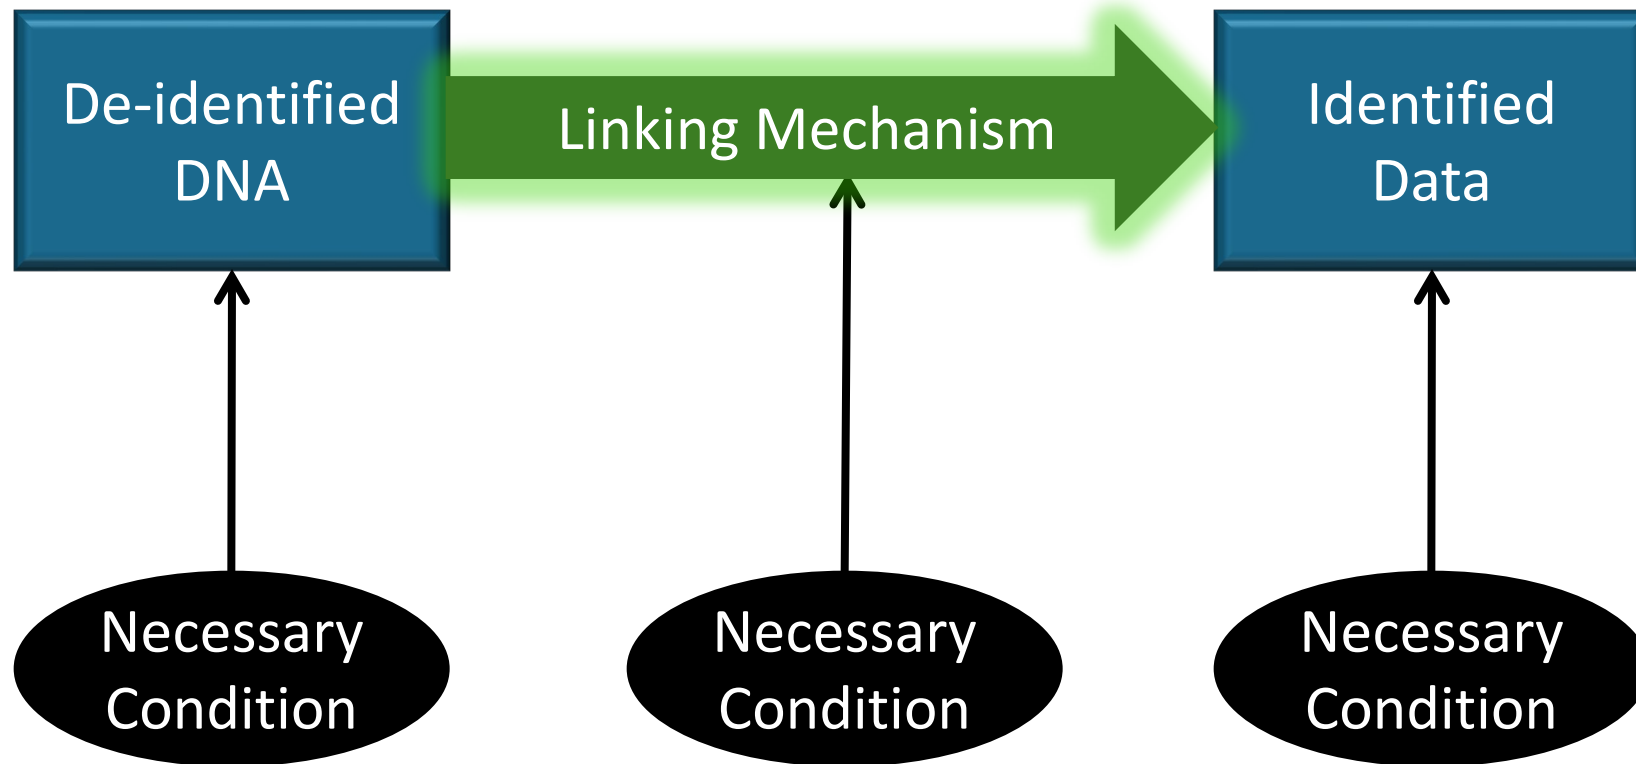 De-identified
DNA
Linking Mechanism
Identified
Data
Necessary
Condition
Necessary
Condition
Necessary
Condition